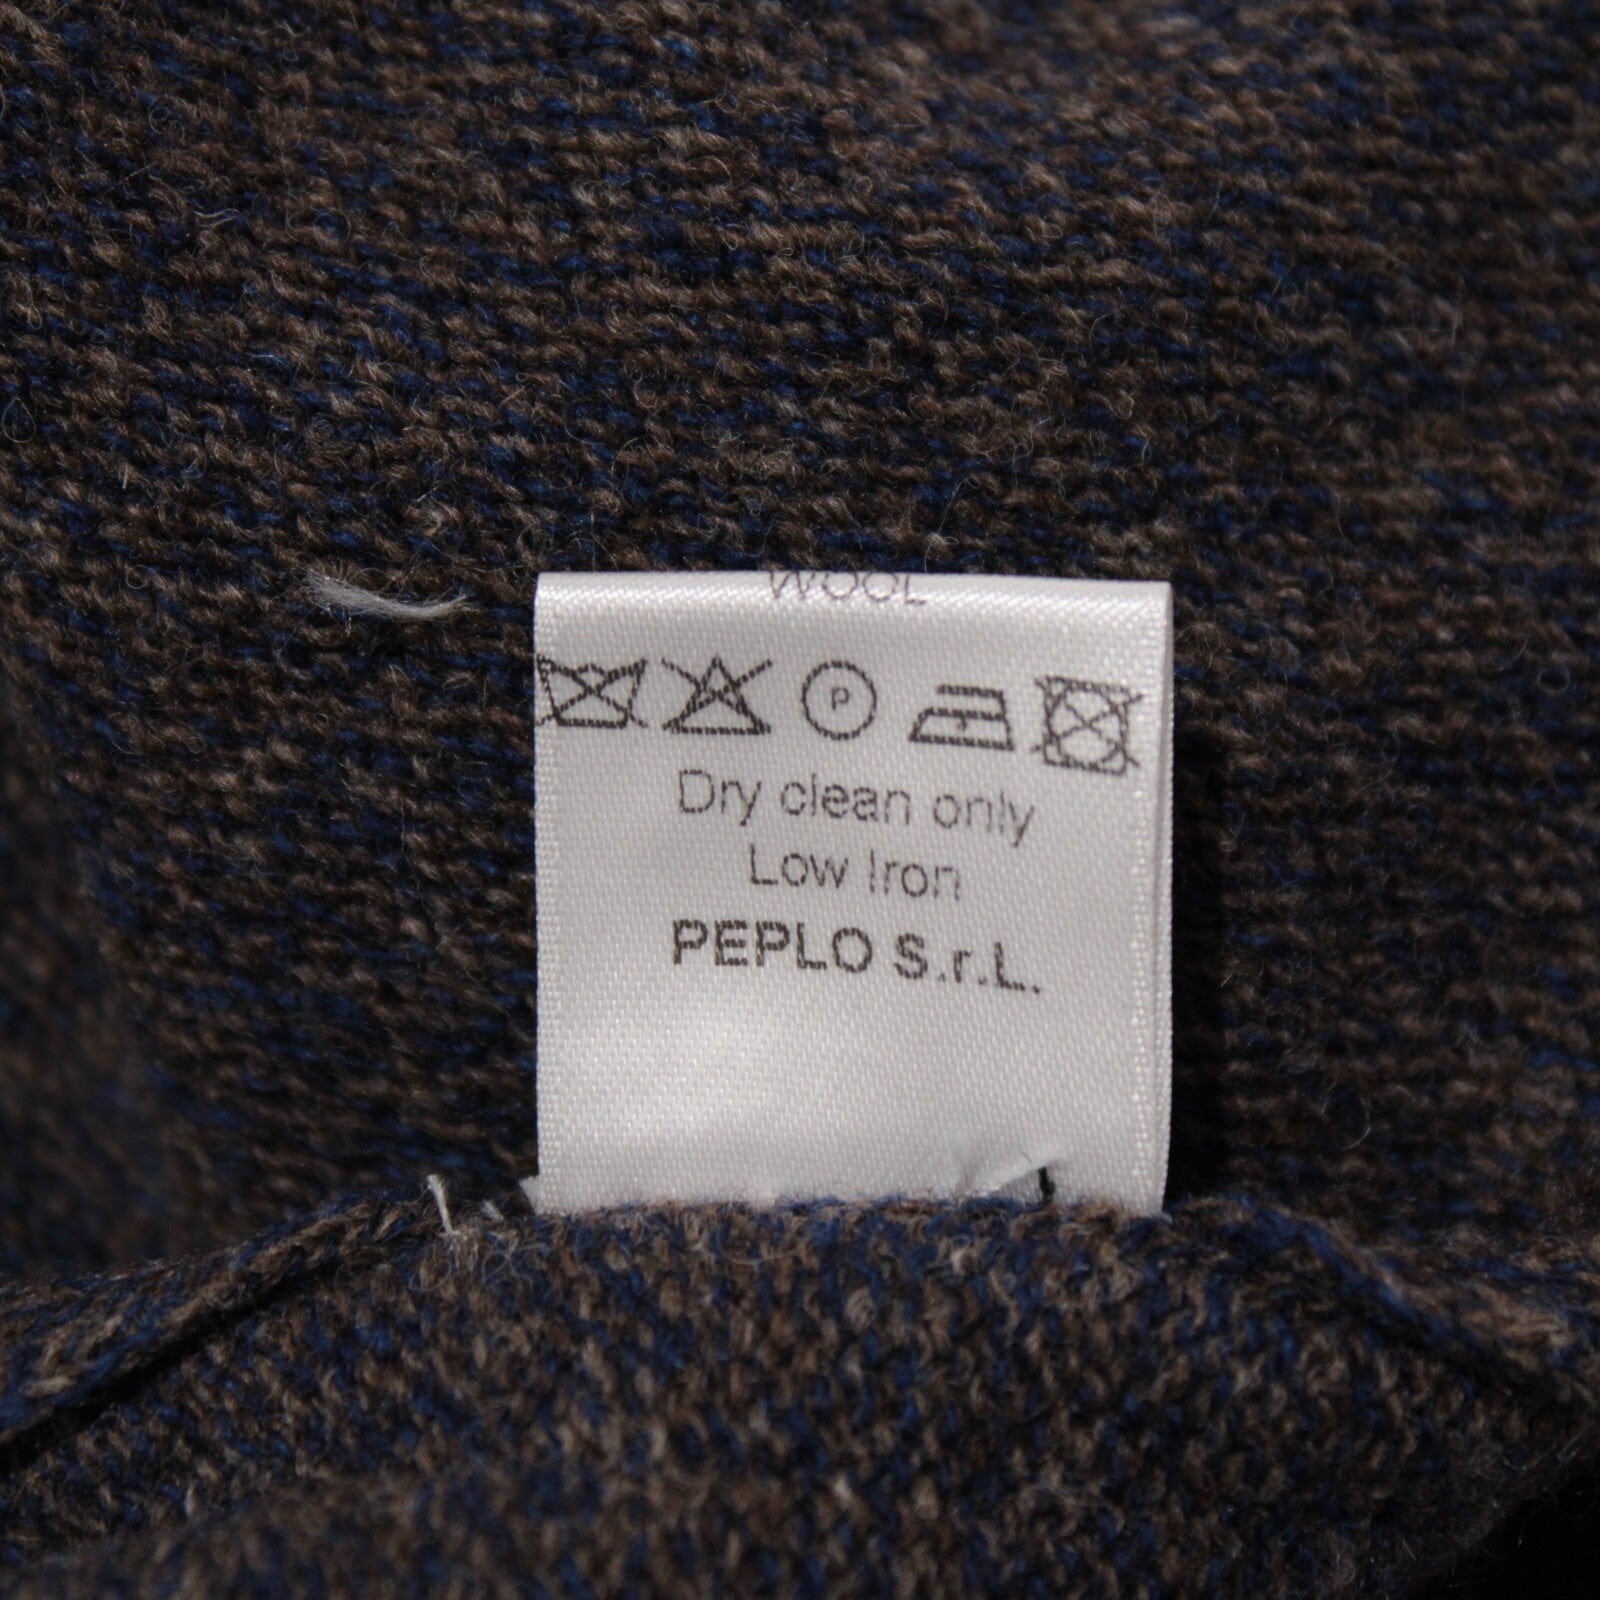 WOOL
P
Dry clean only
Low Iron
PEPLO S.r.L.